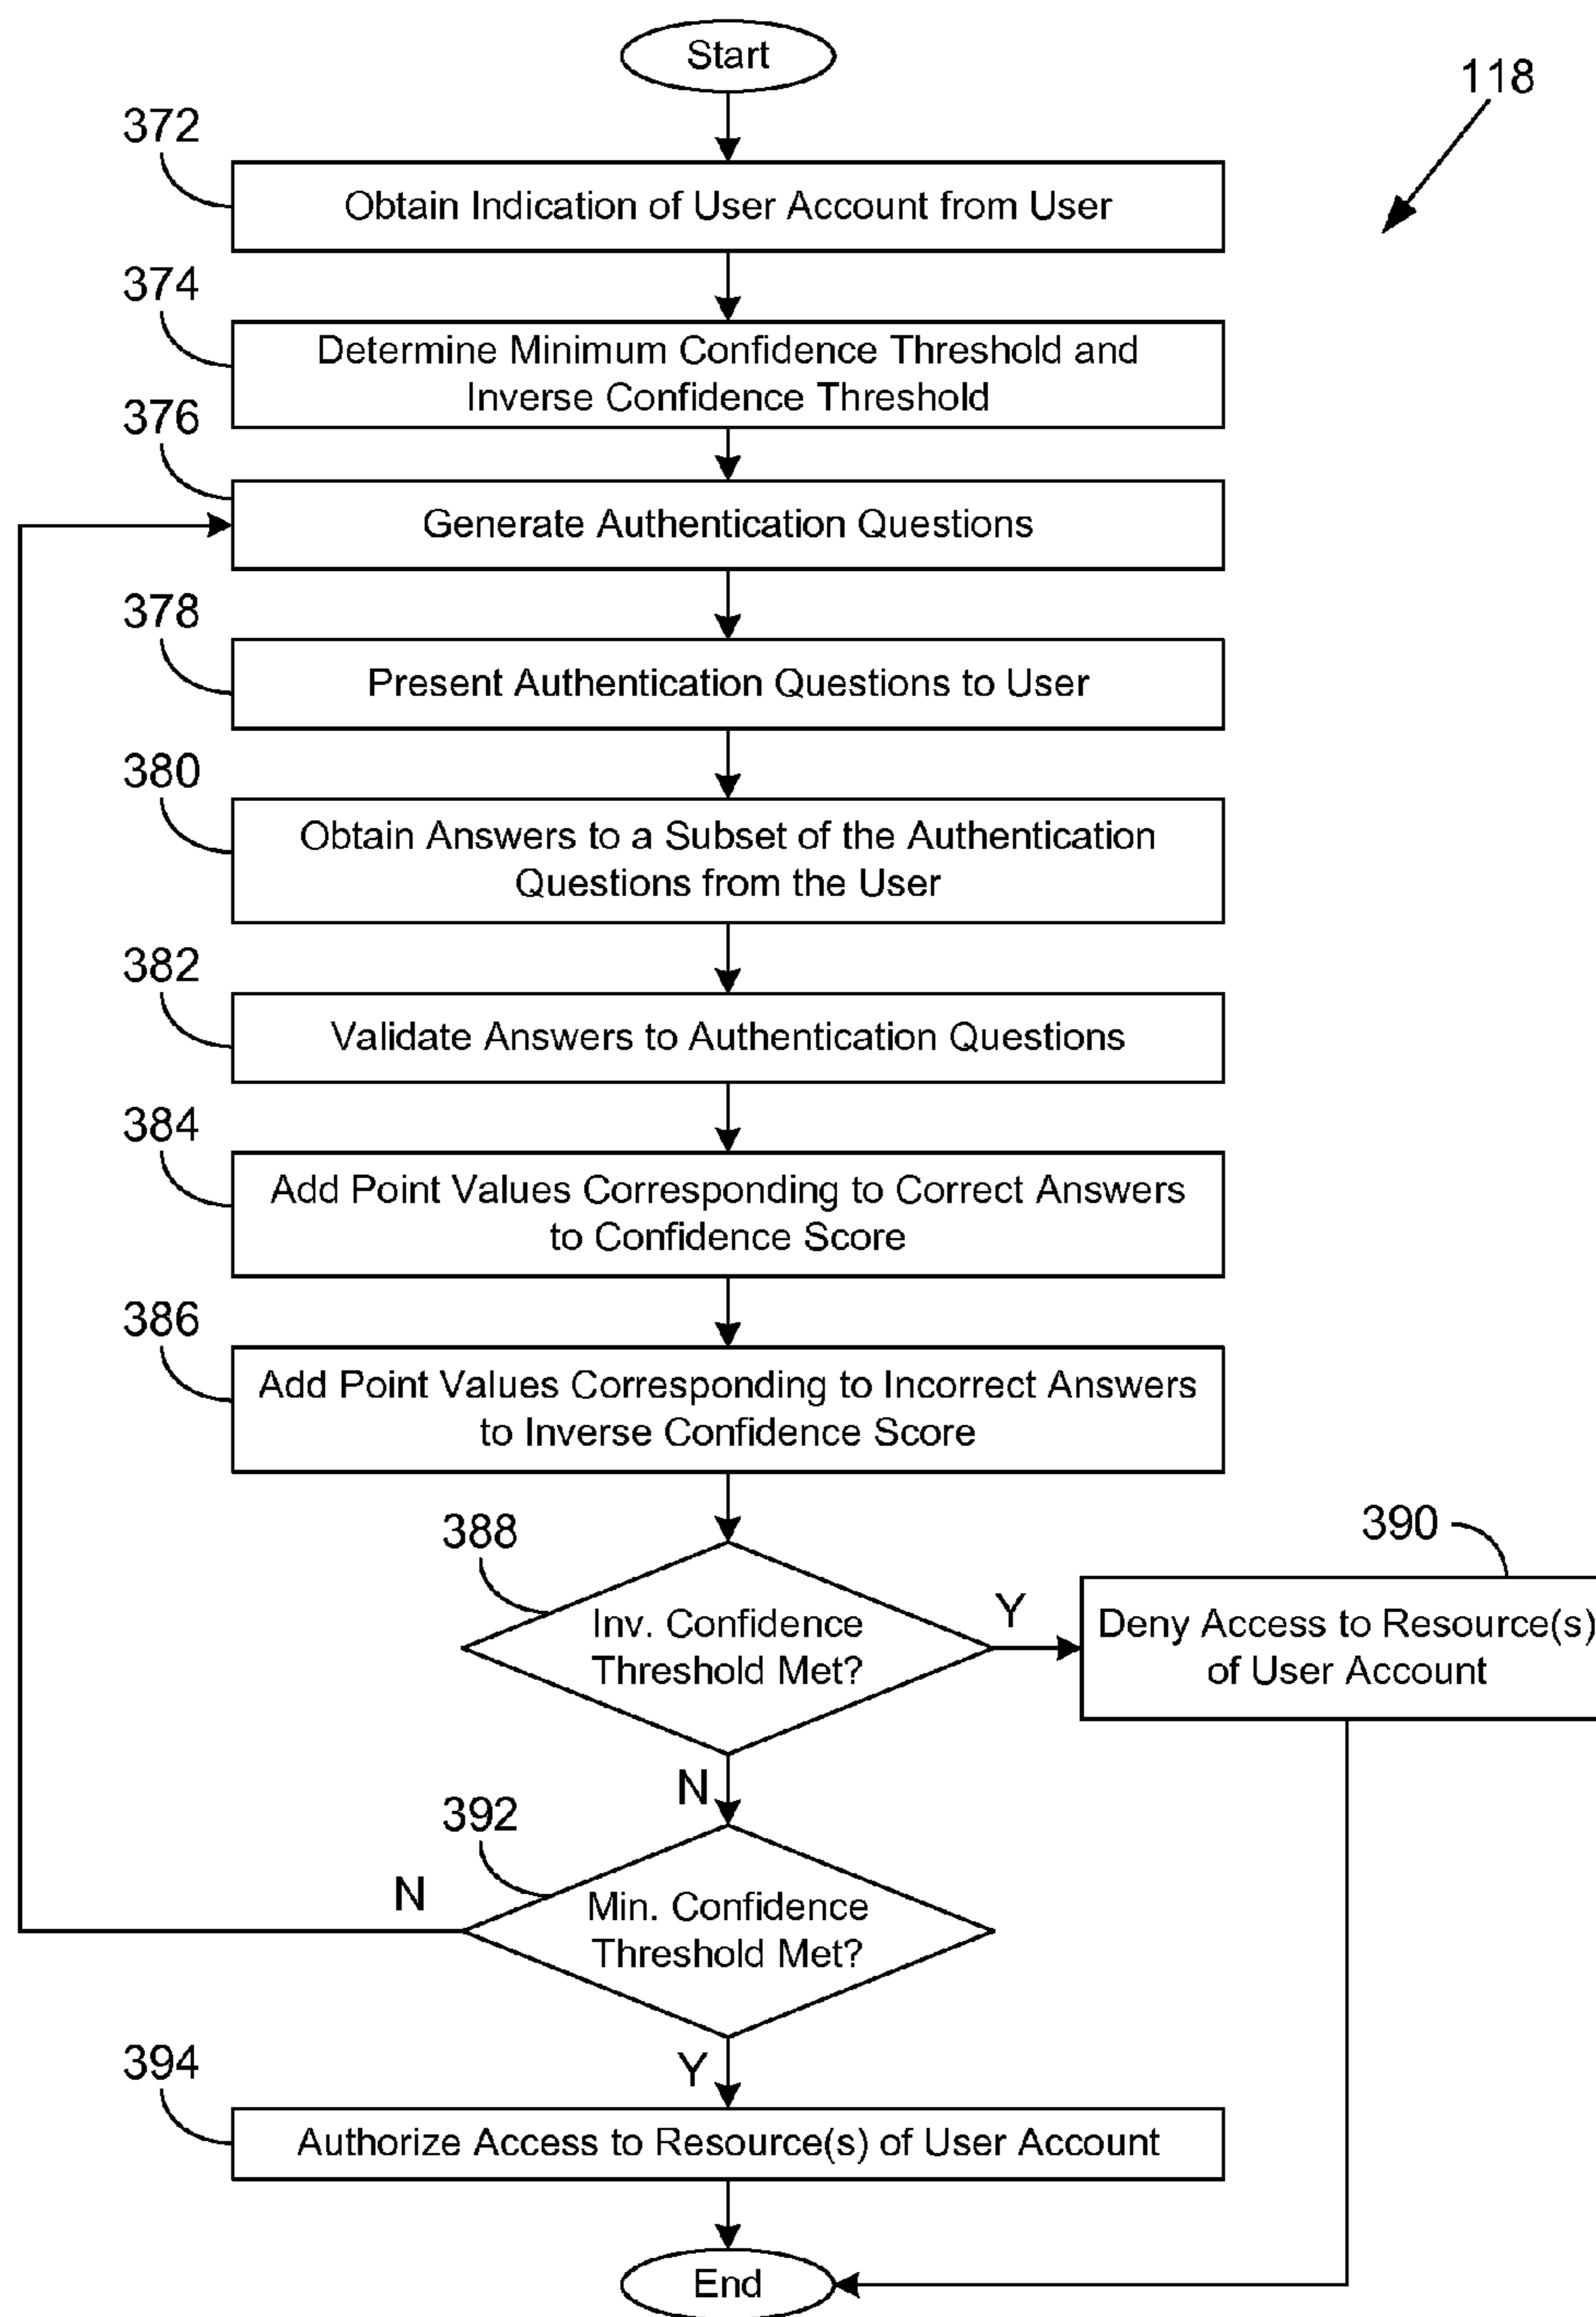 Start
118
372
Obtain Indication of User Account from User
374
Determine Minimum Confidence Threshold and
Inverse Confidence Threshold
376
Generate Authentication Questions
378
Present Authentication Questions to User
380
Obtain Answers to a Subset of the Authentication
Questions from the User
382
Validate Answers to Authentication Questions
384
Add Point Values Corresponding to Correct Answers
to Confidence Score
386
Add Point Values Corresponding to Incorrect Answers
to Inverse Confidence Score
388
Inv. Confidence
Threshold Met?
Y
390
Deny Access to Resource(s)
of User Account
N
392
Min. Confidence
Threshold Met?
N
Y
394
Authorize Access to Resource(s) of User Account
End